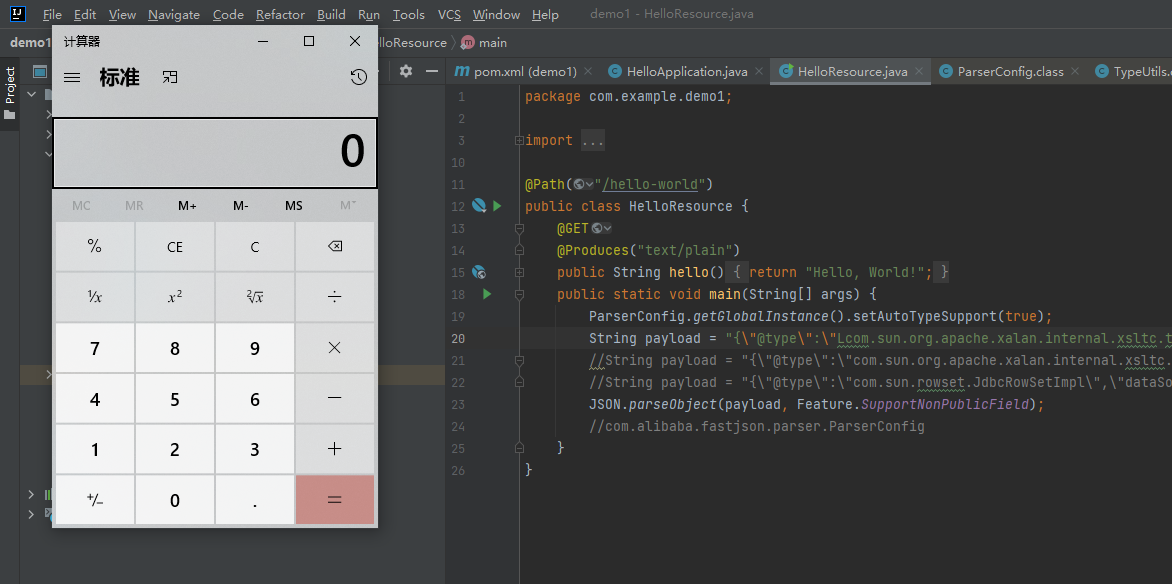 File Edit View Navigate Code Refactor Build Run Tools VCS Window Help demo1 - HelloResource.java
demo1
lloResource
main
Project
计算器
标准
0
MC MR M+ M- MS M˅
% CE C
¹⁄x x² ²√x ÷
7 8 9 ×
4 5 6 −
1 2 3 +
+/− 0 . =
pom.xml (demo1) HelloApplication.java HelloResource.java ParserConfig.class TypeUtils.
1 package com.example.demo1;
2
3 import ...
10
11 @Path("/hello-world")
12 public class HelloResource {
13 @GET
14 @Produces("text/plain")
15 public String hello() { return "Hello, World!"; }
18 public static void main(String[] args) {
19 ParserConfig.getGlobalInstance().setAutoTypeSupport(true);
20 String payload = "{\"@type\":\"Lcom.sun.org.apache.xalan.internal.xsltc.t
21 //String payload = "{\"@type\":\"com.sun.org.apache.xalan.internal.xsltc.
22 //String payload = "{\"@type\":\"com.sun.rowset.JdbcRowSetImpl\",\"dataSo
23 JSON.parseObject(payload, Feature.SupportNonPublicField);
24 //com.alibaba.fastjson.parser.ParserConfig
25 }
26 }